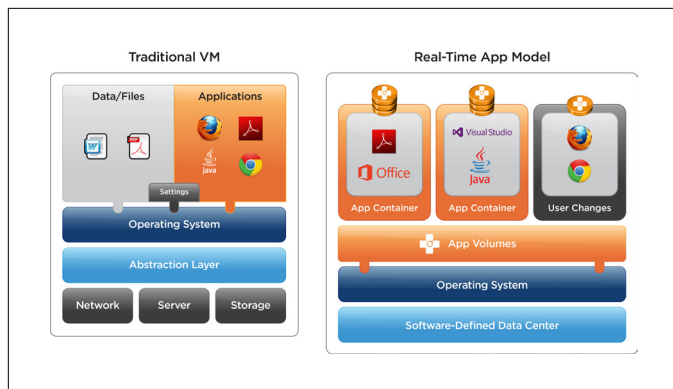 Traditional VM
Data/Files
Applications
W
PDF
Java
Settings
Operating System
Abstraction Layer
Network
Server
Storage
Real-Time App Model
Office
App Container
Visual Studio
Java
App Container
User Changes
App Volumes
Operating System
Software-Defined Data Center